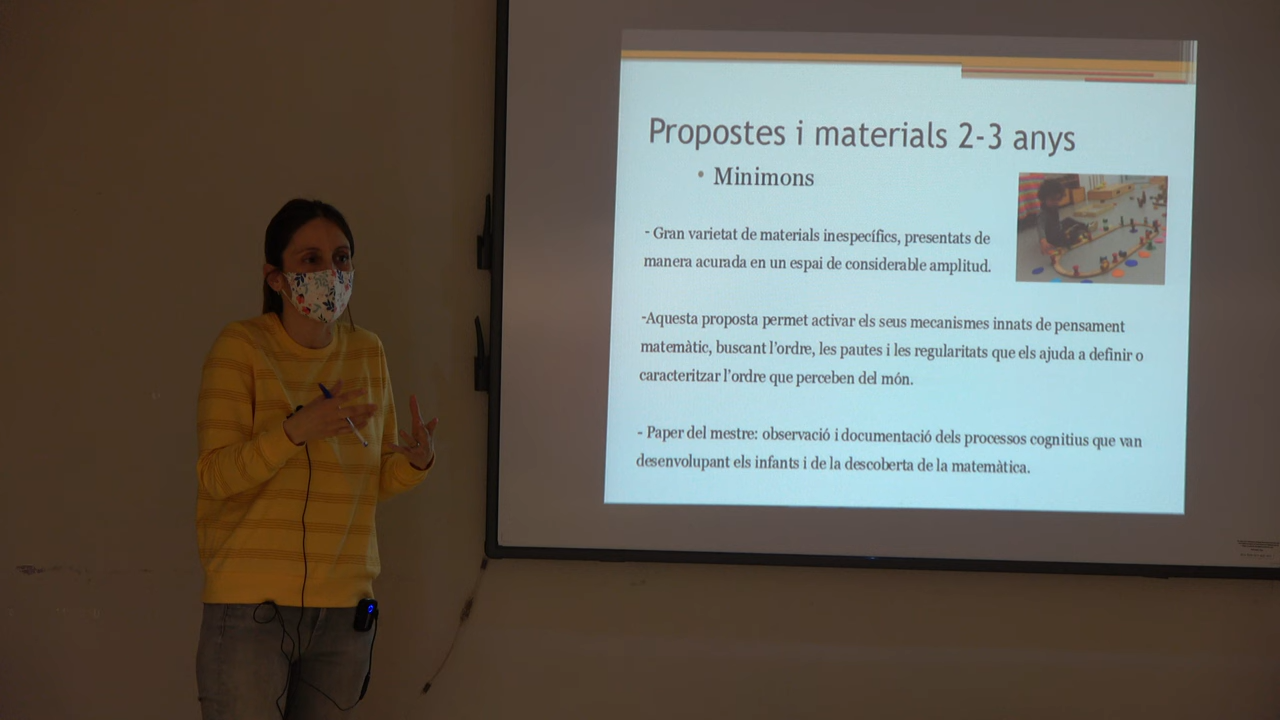 Propostes i materials 2-3 anys
• Minimons
- Gran varietat de materials inespecífics, presentats de
manera acurada en un espai de considerable amplitud.
-Aquesta proposta permet activar els seus mecanismes innats de pensament
matemàtic, buscant l'ordre, les pautes i les regularitats que els ajuda a definir o
caracteritzar l'ordre que perceben del món.
- Paper del mestre: observació i documentació dels processos cognitius que van
desenvolupant els infants i de la descoberta de la matemàtica.